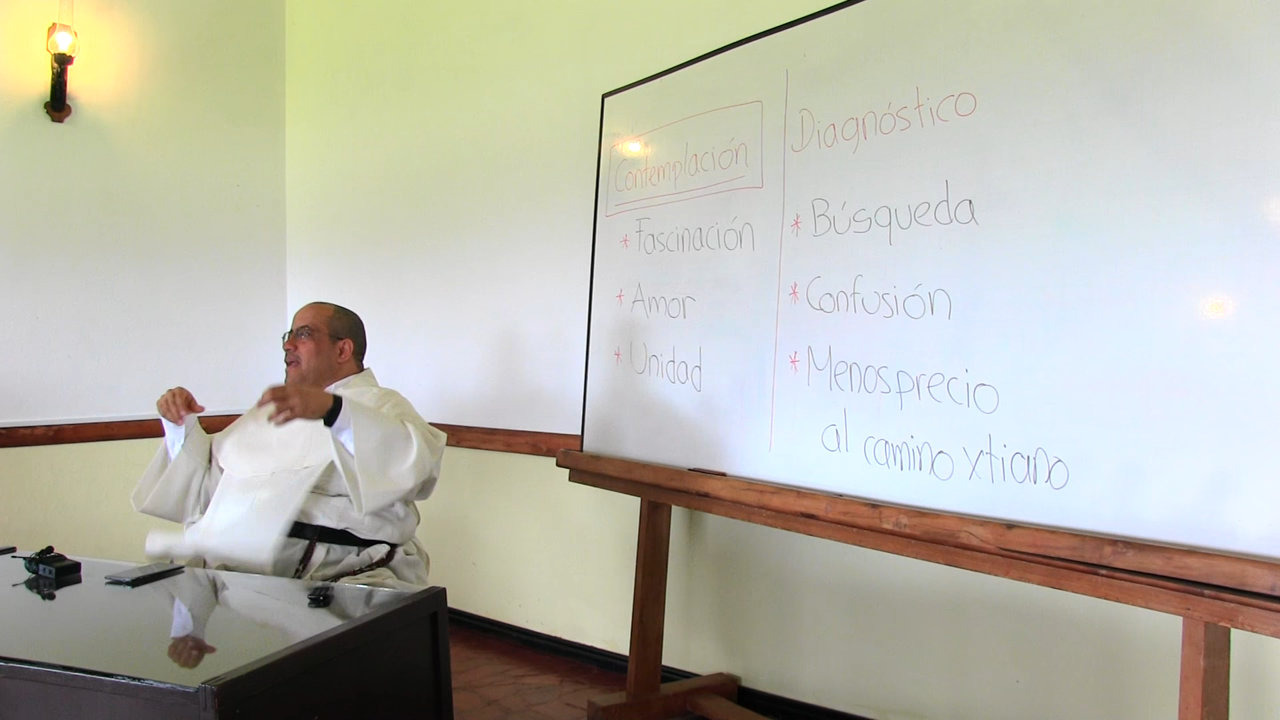 Contemplación
* Fascinación
* Amor
* Unidad
Diagnóstico
* Búsqueda
* Confusión
* Menosprecio
al camino xtiano